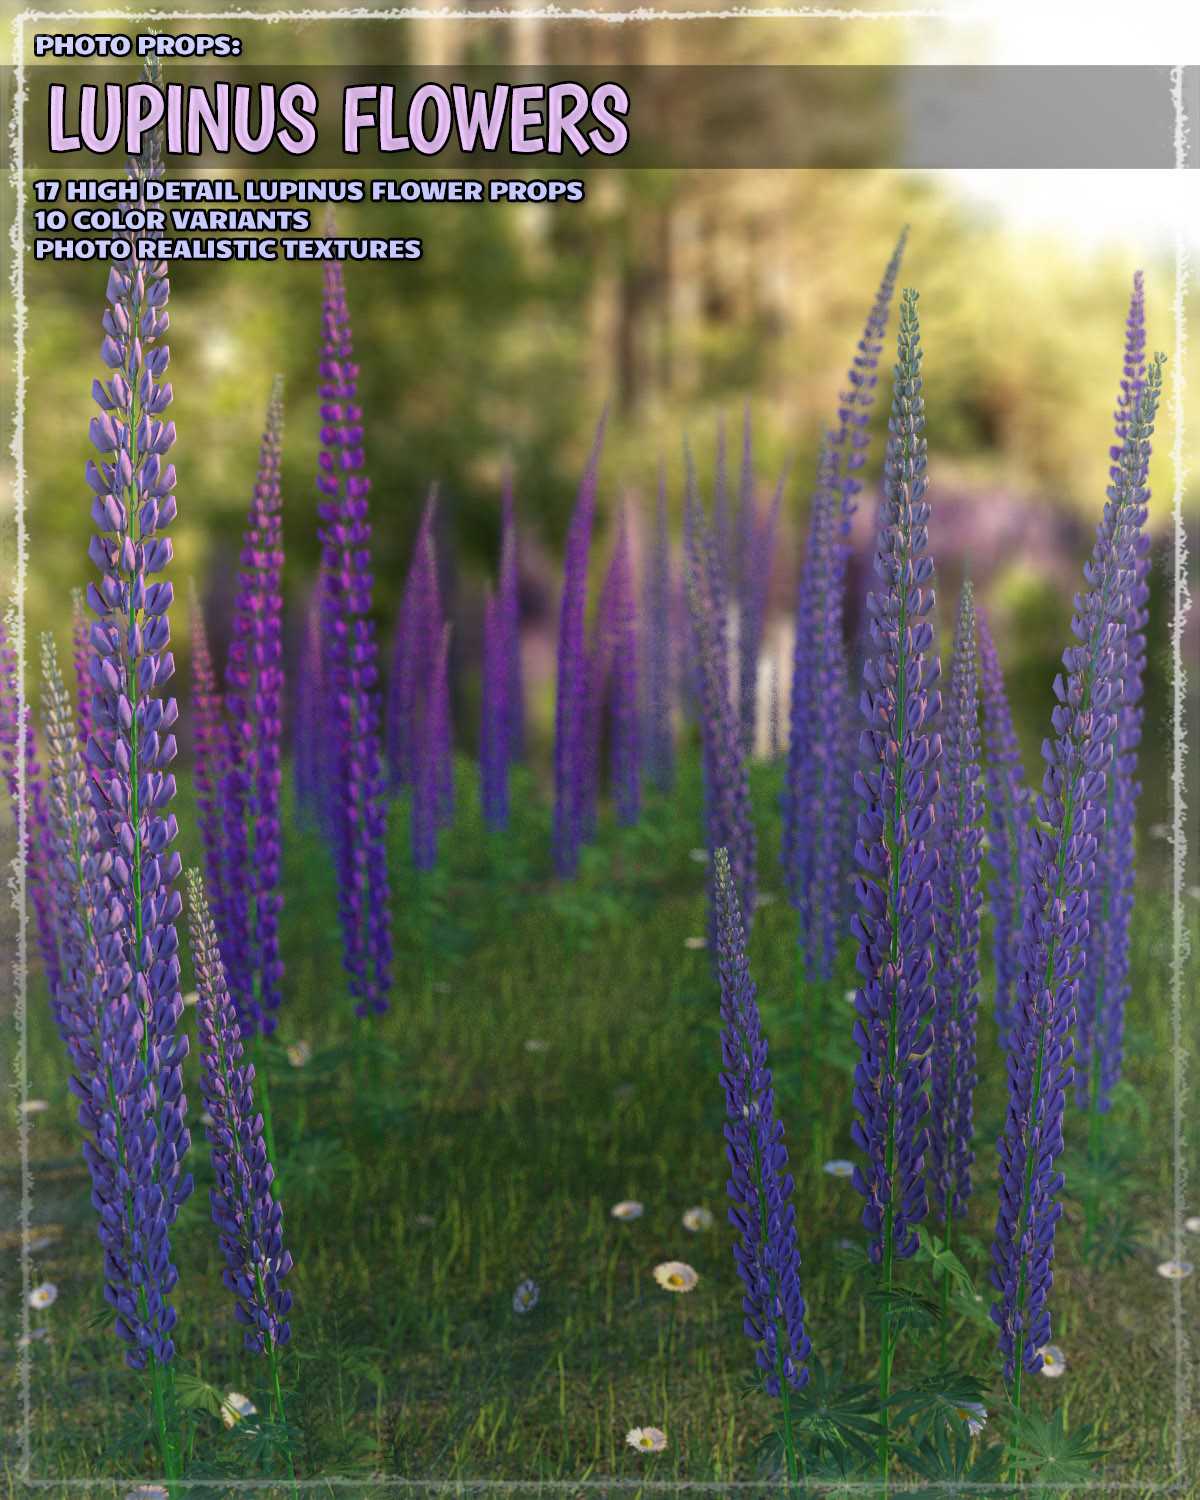 PHOTO PROPS:
LUPINUS FLOWERS
17 HIGH DETAIL LUPINUS FLOWER PROPS
10 COLOR VARIANTS
PHOTO REALISTIC TEXTURES